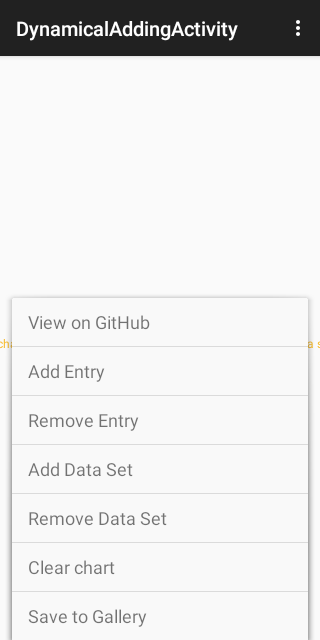 DynamicalAddingActivity
View on GitHub
Add Entry
Remove Entry
Add Data Set
Remove Data Set
Clear chart
Save to Gallery